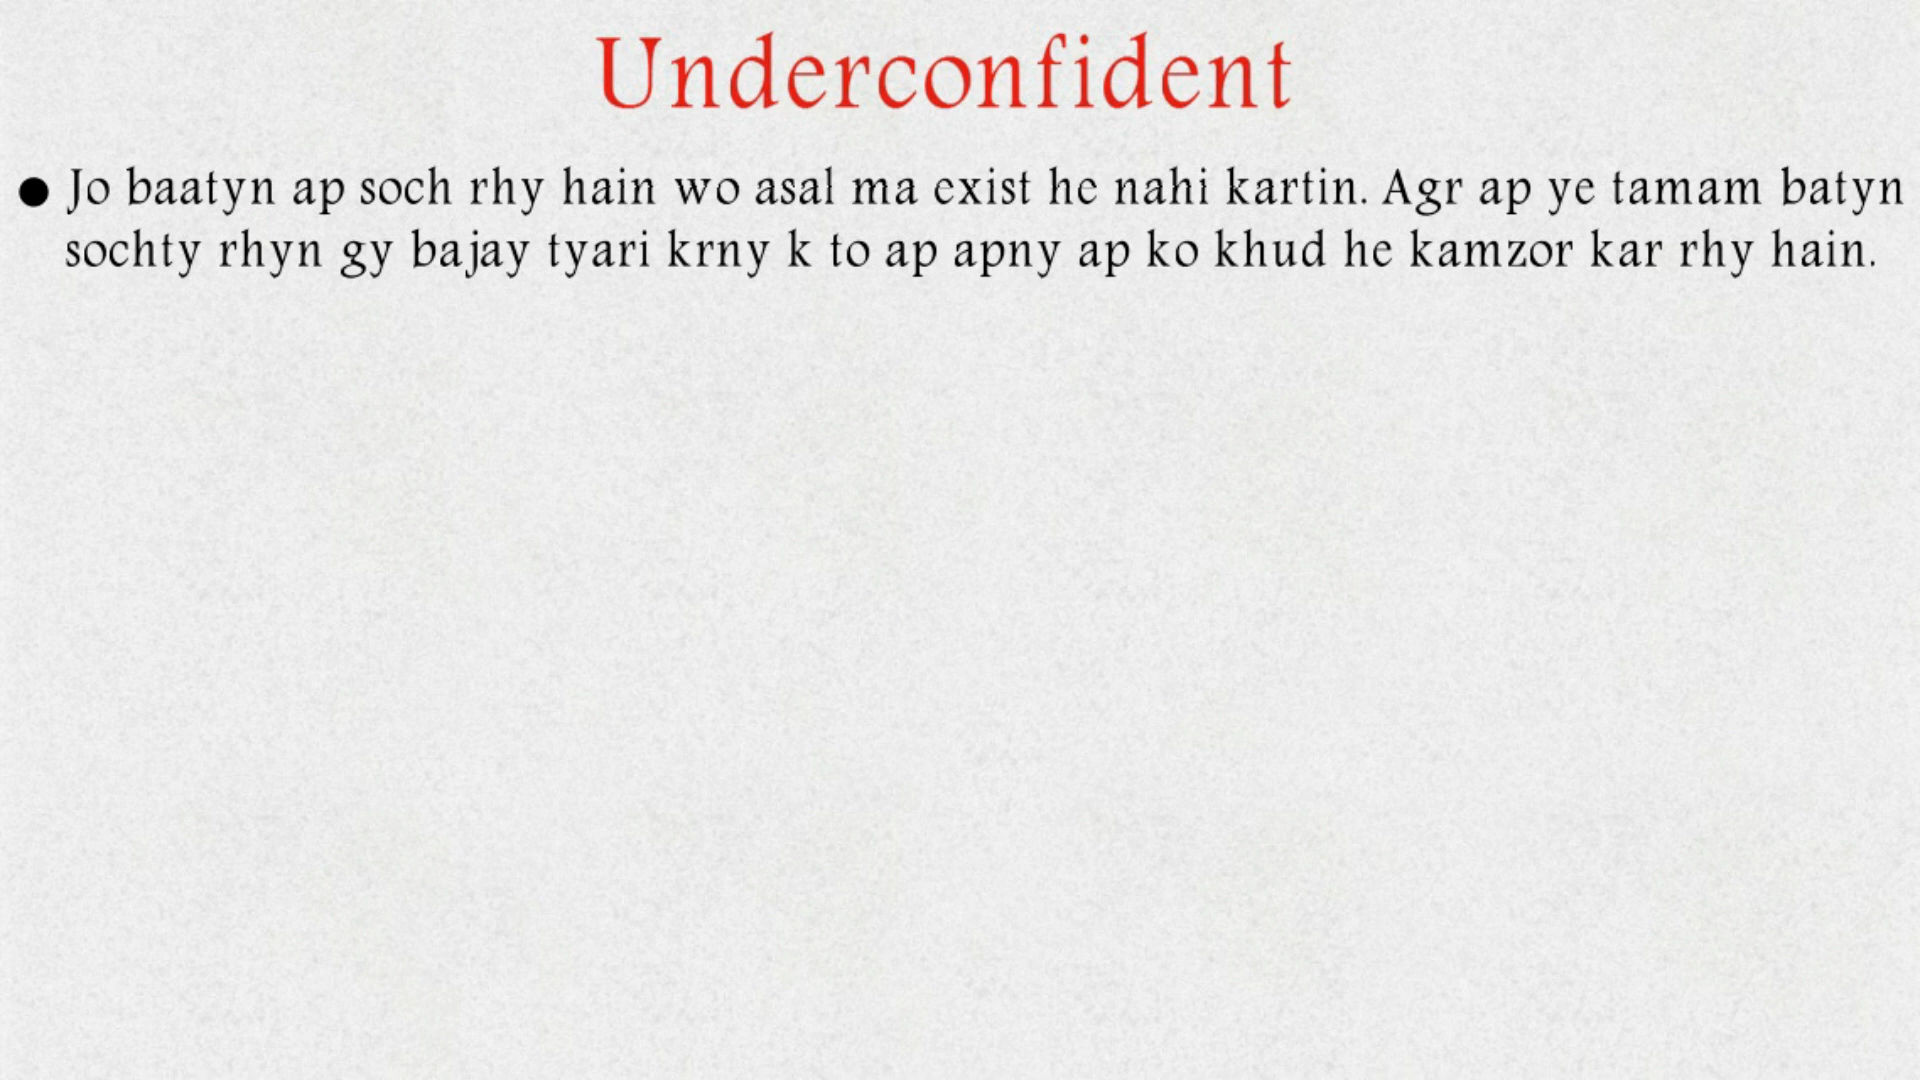 Underconfident
● Jo baatyn ap soch rhy hain wo asal ma exist he nahi kartin. Agr ap ye tamam batyn
sochty rhyn gy bajay tyari krny k to ap apny ap ko khud he kamzor kar rhy hain.